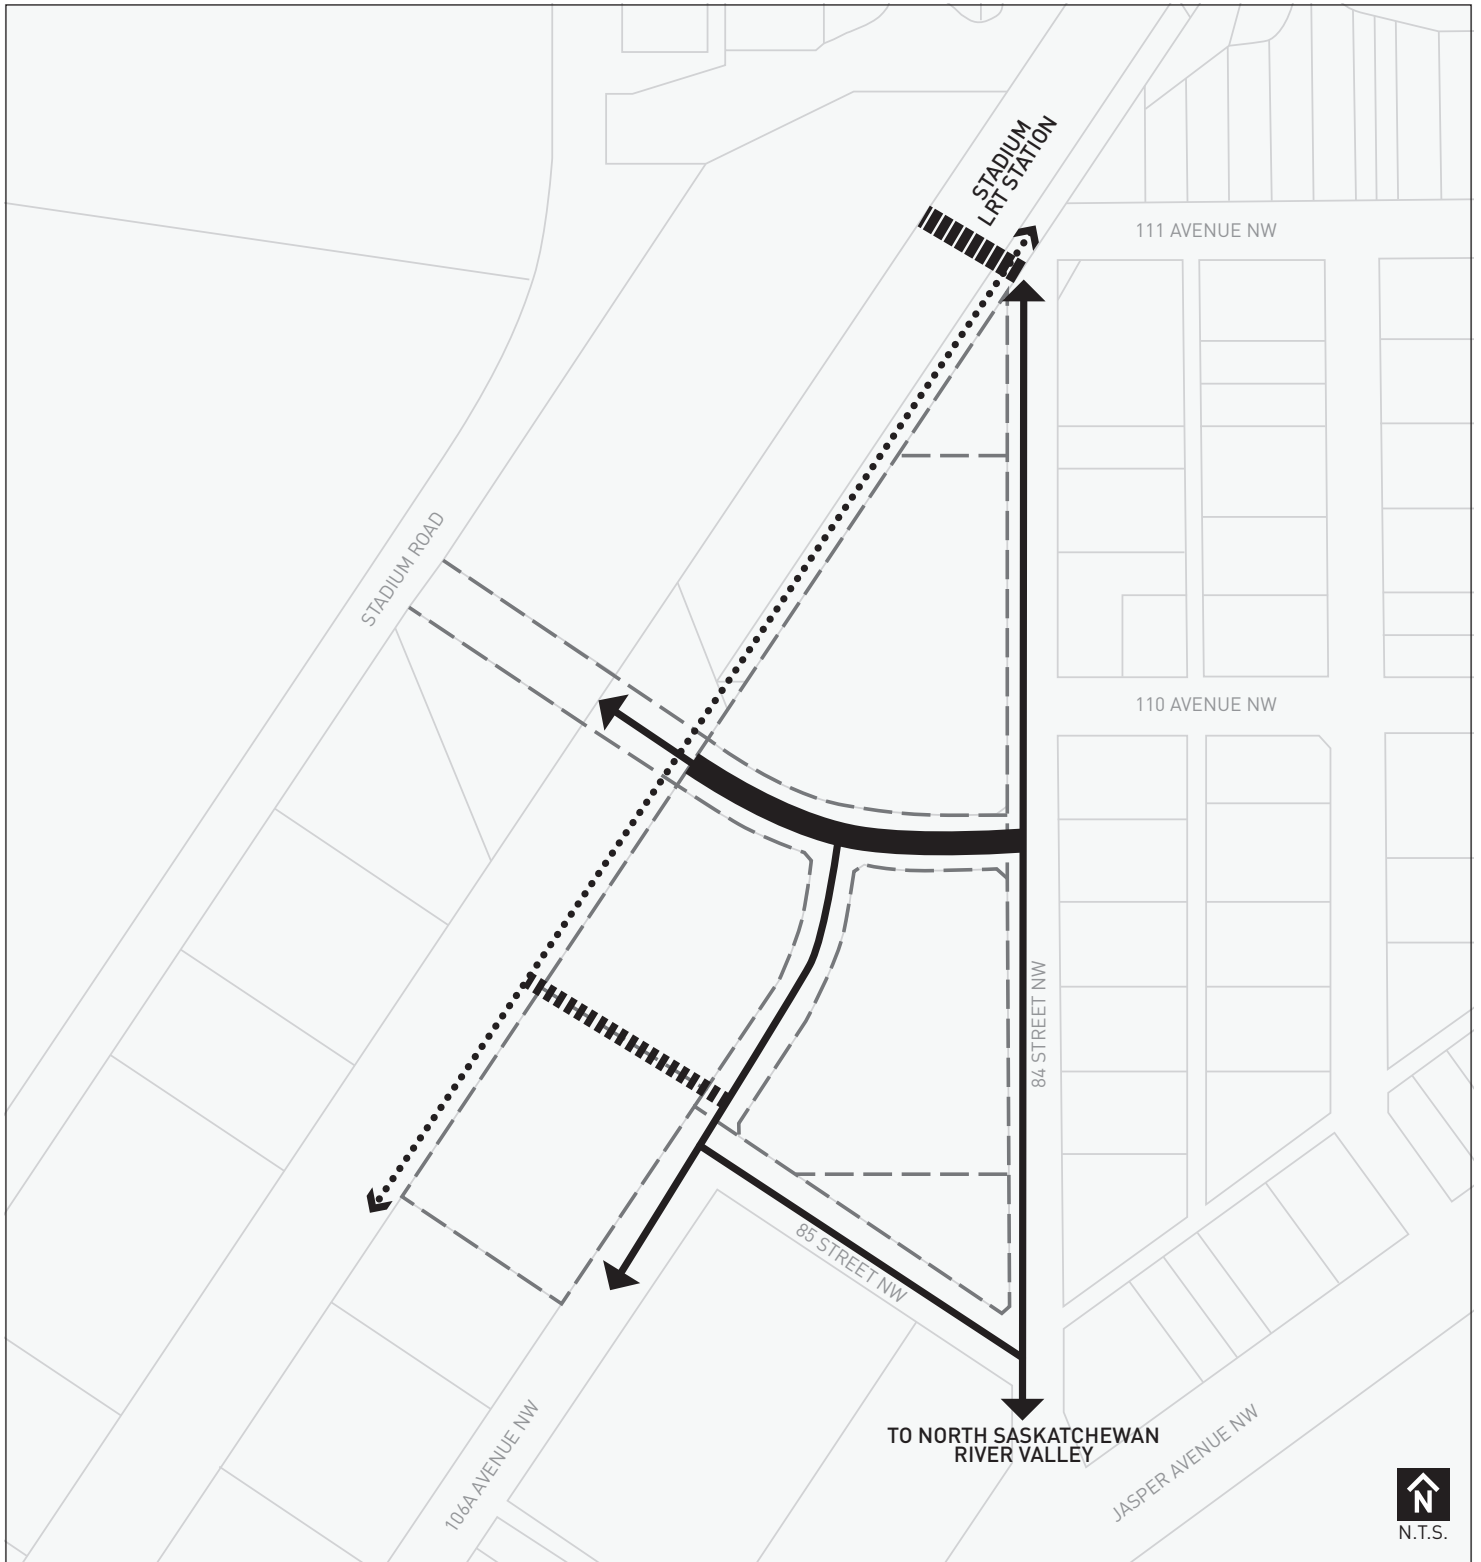 STADIUM
LRT STATION
111 AVENUE NW
STADIUM ROAD
110 AVENUE NW
84 STREET NW
85 STREET NW
TO NORTH SASKATCHEWAN
RIVER VALLEY
106A AVENUE NW
JASPER AVENUE NW
N
N.T.S.